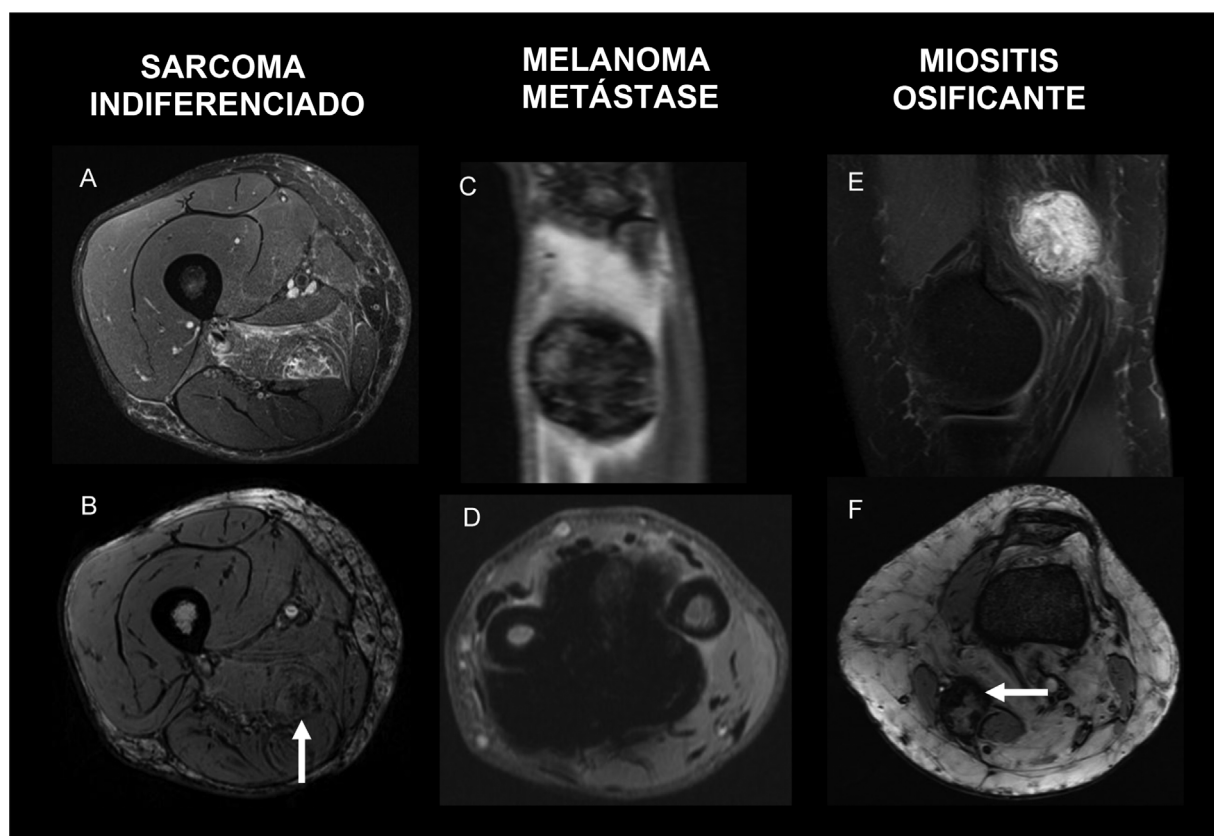 SARCOMA
INDIFERENCIADO
MELANOMA
METÁSTASE
MIOSITIS
OSIFICANTE
A
C
E
B
D
F